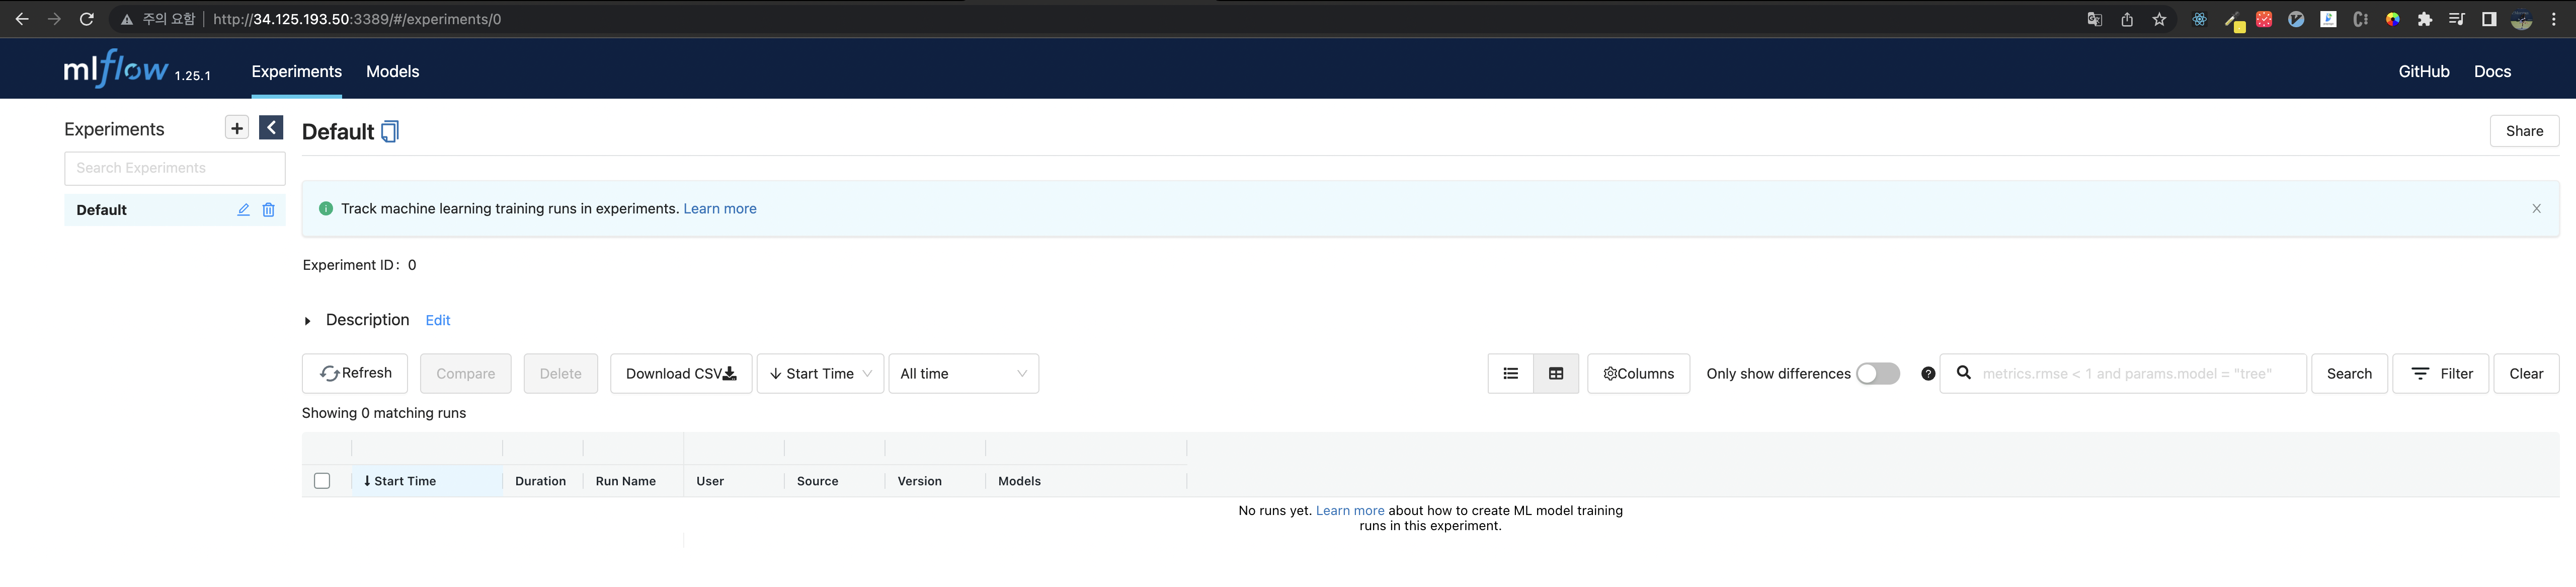 주의 요함 | http://34.125.193.50:3389/#/experiments/0
mlflow 1.25.1 Experiments Models GitHub Docs
Experiments + Default Share
Search Experiments
Default
Track machine learning training runs in experiments. Learn more
Experiment ID: 0
Description Edit
Refresh Compare Delete Download CSV Start Time All time Columns Only show differences metrics.rmse < 1 and params.model = "tree" Search Filter Clear
Showing 0 matching runs
Start Time Duration Run Name User Source Version Models
No runs yet. Learn more about how to create ML model training
runs in this experiment.